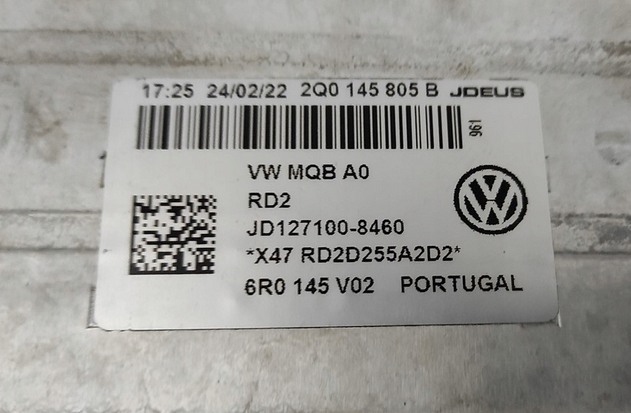 17:25 24/02/22 2Q0 145 805 B JDEUS
961
VW MQB A0
RD2
JD127100-8460
*X47 RD2D255A2D2*
6R0 145 V02 PORTUGAL